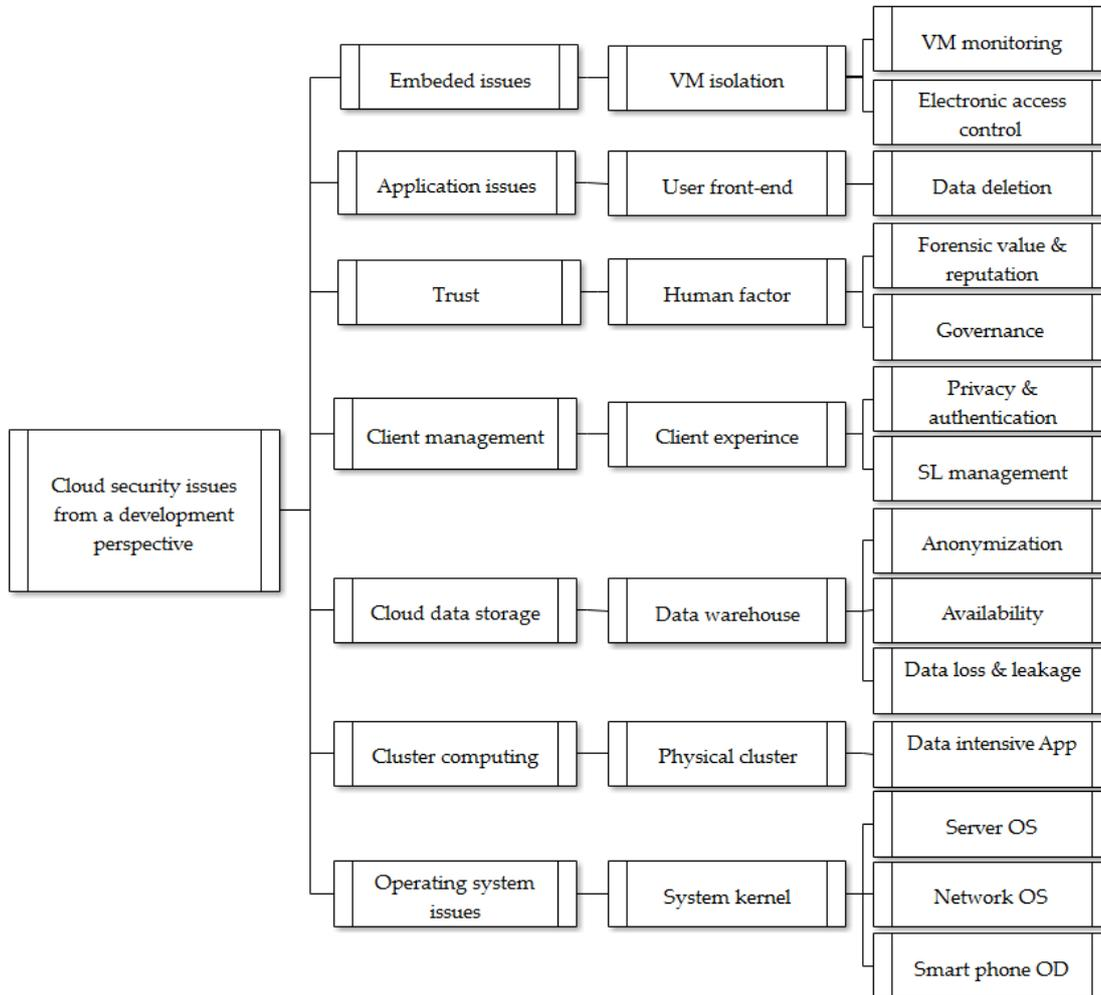 Cloud security issues
from a development
perspective
Embeded issues
VM isolation
VM monitoring
Electronic access
control
Application issues
User front-end
Data deletion
Trust
Human factor
Forensic value &
reputation
Governance
Client management
Client experince
Privacy &
authentication
SL management
Cloud data storage
Data warehouse
Anonymization
Availability
Data loss & leakage
Cluster computing
Physical cluster
Data intensive App
Operating system
issues
System kernel
Server OS
Network OS
Smart phone OD